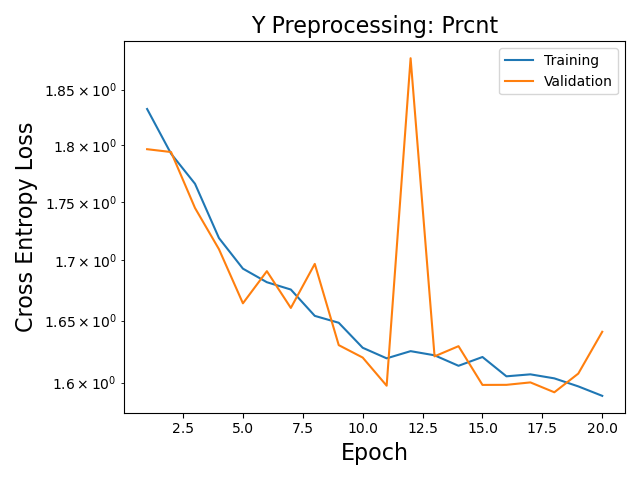 Y Preprocessing: Prcnt
Training
Validation
Cross Entropy Loss
1.85 × 10⁰
1.8 × 10⁰
1.75 × 10⁰
1.7 × 10⁰
1.65 × 10⁰
1.6 × 10⁰
2.5 5.0 7.5 10.0 12.5 15.0 17.5 20.0
Epoch